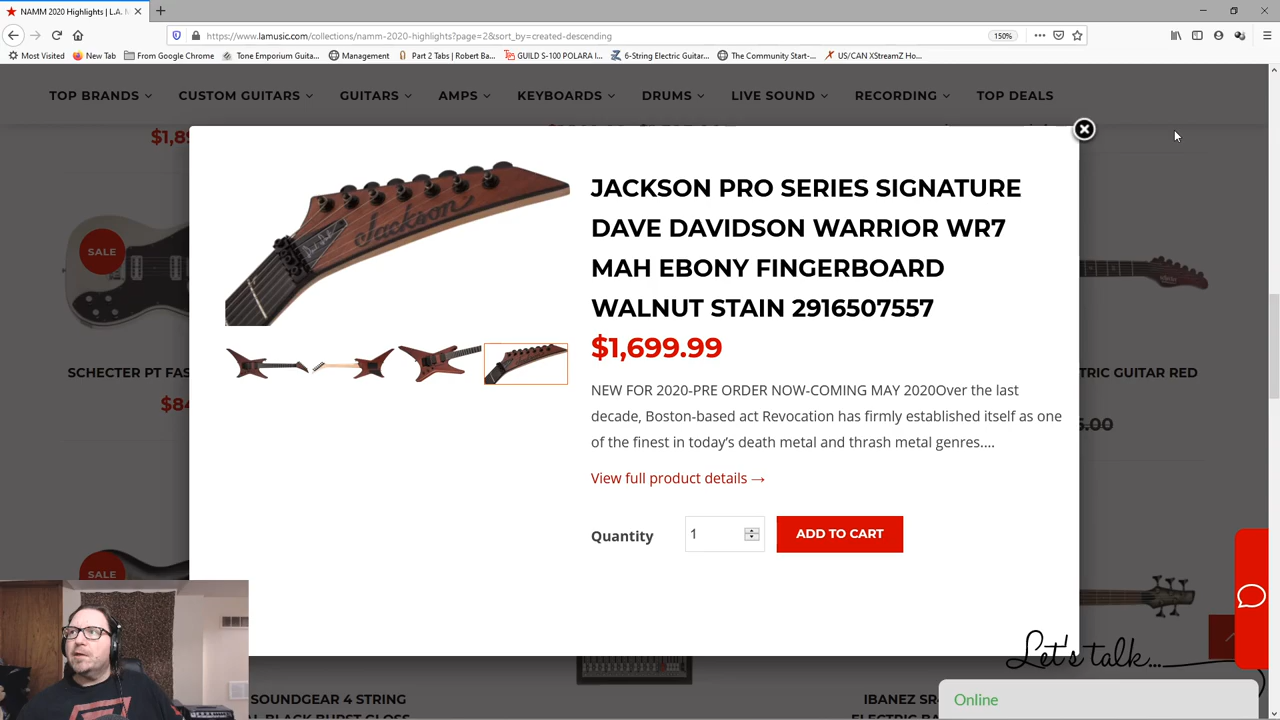 NAMM 2020 Highlights | L.A. M
https://www.lamusic.com/collections/namm-2020-highlights?page=2&sort_by=created-descending
150%
Most Visited New Tab From Google Chrome Tone Emporium Guita... Management Part 2 Tabs | Robert Ba... GUILD S-100 POLARA I... 6-String Electric Guitar... The Community Start-... US/CAN XStreamZ Ho...
TOP BRANDS CUSTOM GUITARS GUITARS AMPS KEYBOARDS DRUMS LIVE SOUND RECORDING TOP DEALS
$1,89
Jackson
JACKSON PRO SERIES SIGNATURE
DAVE DAVIDSON WARRIOR WR7
MAH EBONY FINGERBOARD
WALNUT STAIN 2916507557
$1,699.99
NEW FOR 2020-PRE ORDER NOW-COMING MAY 2020Over the last
decade, Boston-based act Revocation has firmly established itself as one
of the finest in today's death metal and thrash metal genres....
View full product details →
Quantity 1 ADD TO CART
SALE
SCHECTER PT FAS
$84
TRIC GUITAR RED
5.00
SALE
Let's talk...
Online
SOUNDGEAR 4 STRING
BLACK BURST GLOSS
IBANEZ SR
ELECTRIC BA